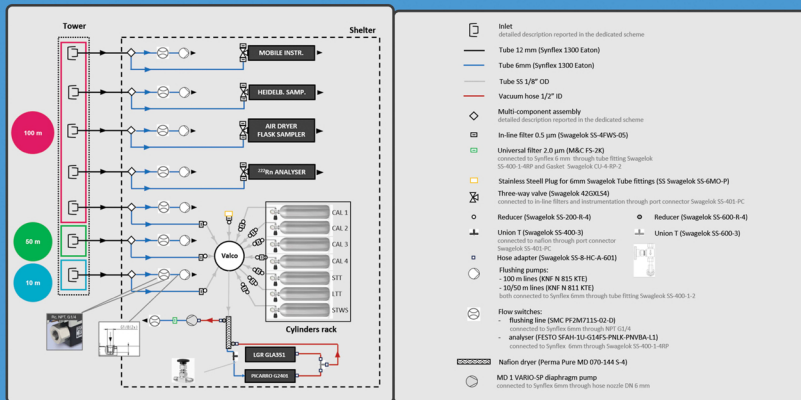 Tower
Shelter
MOBILE INSTR.
HEIDELB. SAMP.
100 m
AIR DRYER
FLASK SAMPLER
²²²Rn ANALYSER
50 m
10 m
Valco
CAL 1
CAL 2
CAL 3
CAL 4
STT
LTT
STWS
Cylinders rack
LGR GLA351
PICARRO G2401
Inlet
detailed description reported in the dedicated scheme
Tube 12 mm (Synflex 1300 Eaton)
Tube 6mm (Synflex 1300 Eaton)
Tube SS 1/8" OD
Vacuum hose 1/2" ID
Multi-component assembly
detailed description reported in the dedicated scheme
In-line filter 0.5 µm (Swagelok SS-4FWS-05)
Universal filter 2.0 µm (M&C FS-2K)
connected to Synflex 6 mm through tube fitting Swagelok
SS-400-1-4RP and Gasket Swagelok CU-4-RP-2
Stainless Steell Plug for 6mm Swagelok Tube fittings (SS Swagelok SS-6MO-P)
Three-way valve (Swagelok 42GXLS4)
connected to in-line filters and instrumentation through port connector Swagelok SS-401-PC
Reducer (Swagelok SS-200-R-4)
Reducer (Swagelok SS-600-R-4)
Union T (Swagelok SS-400-3)
connected to nafion through port connector
Swagelok SS-401-PC
Union T (Swagelok SS-600-3)
Hose adapter (Swagelok SS-8-HC-A-601)
Flushing pumps:
- 100 m lines (KNF N 815 KTE)
- 10/50 m lines (KNF N 811 KTE)
both connected to Synflex 6mm through tube fitting Swagleok SS-400-1-2
Flow switches:
- flushing line (SMC PF2M711S-02-D)
connected to Synflex 6mm through NPT G1/4
- analyser (FESTO SFAH-1U-G14FS-PNLK-PNVBA-L1)
connected to Synflex 6mm through Swagelok SS-400-1-4RP
Nafion dryer (Perma Pure MD 070-144 S-4)
MD 1 VARIO-SP diaphragm pump
connected to Synflex 6mm through hose nozzle DN 6 mm